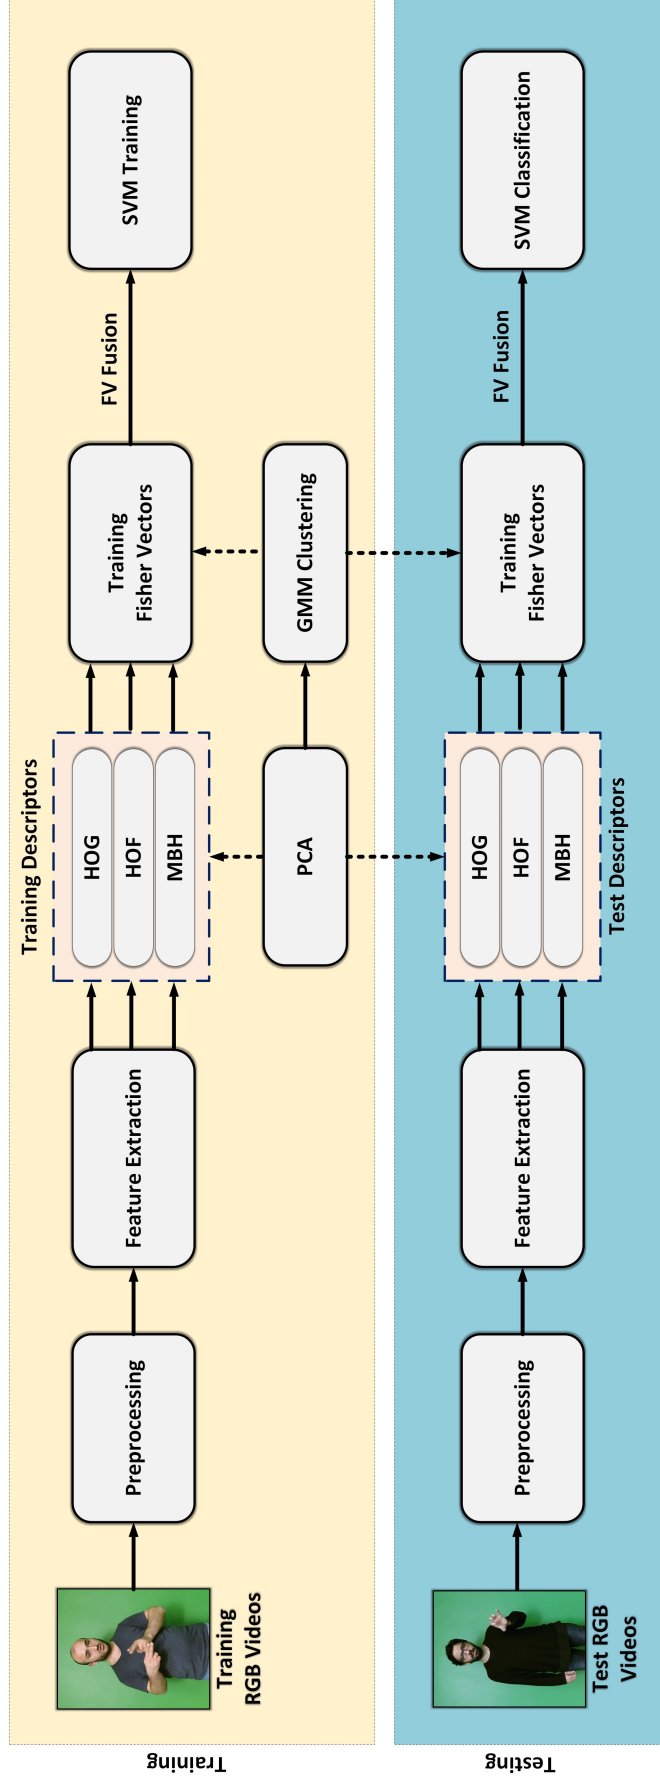 Training
Training
RGB Videos
Preprocessing
Feature Extraction
Training Descriptors
HOG
HOF
MBH
Training
Fisher Vectors
FV Fusion
SVM Training
PCA
GMM Clustering
Testing
Test RGB
Videos
Preprocessing
Feature Extraction
HOG
HOF
MBH
Test Descriptors
Training
Fisher Vectors
FV Fusion
SVM Classification